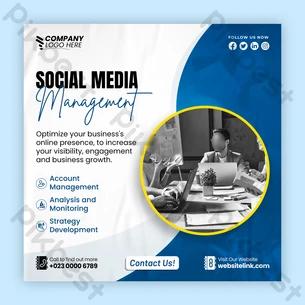 COMPANY
LOGO HERE
FOLLOW US NOW
SOCIAL MEDIA
Management
Optimize your business's
online presence, to increase
your visibility, engagement
and business growth.
Account
Management
Analysis and
Monitoring
Strategy
Development
Call to find out more
+023 0000 6789
Contact Us!
Visit Our Website
websitelink.com
Pikbest